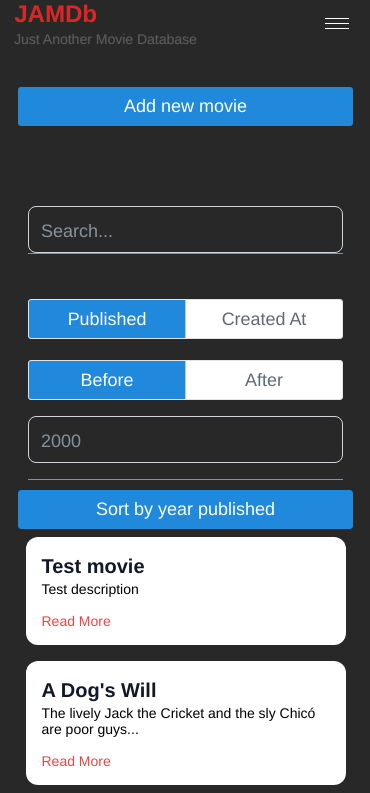 JAMDb
Just Another Movie Database
Add new movie
Search...
Published
Created At
Before
After
2000
Sort by year published
Test movie
Test description
Read More
A Dog's Will
The lively Jack the Cricket and the sly Chicó
are poor guys...
Read More